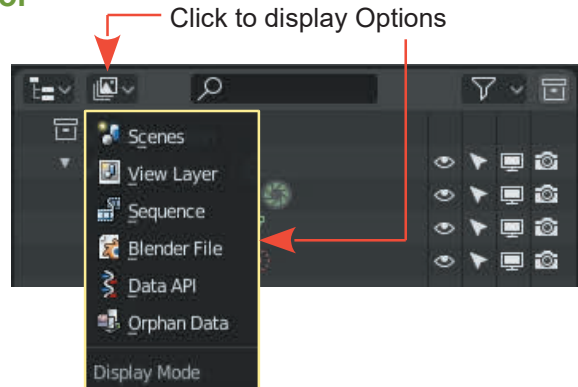 Click to display Options
Scenes
View Layer
Sequence
Blender File
Data API
Orphan Data
Display Mode